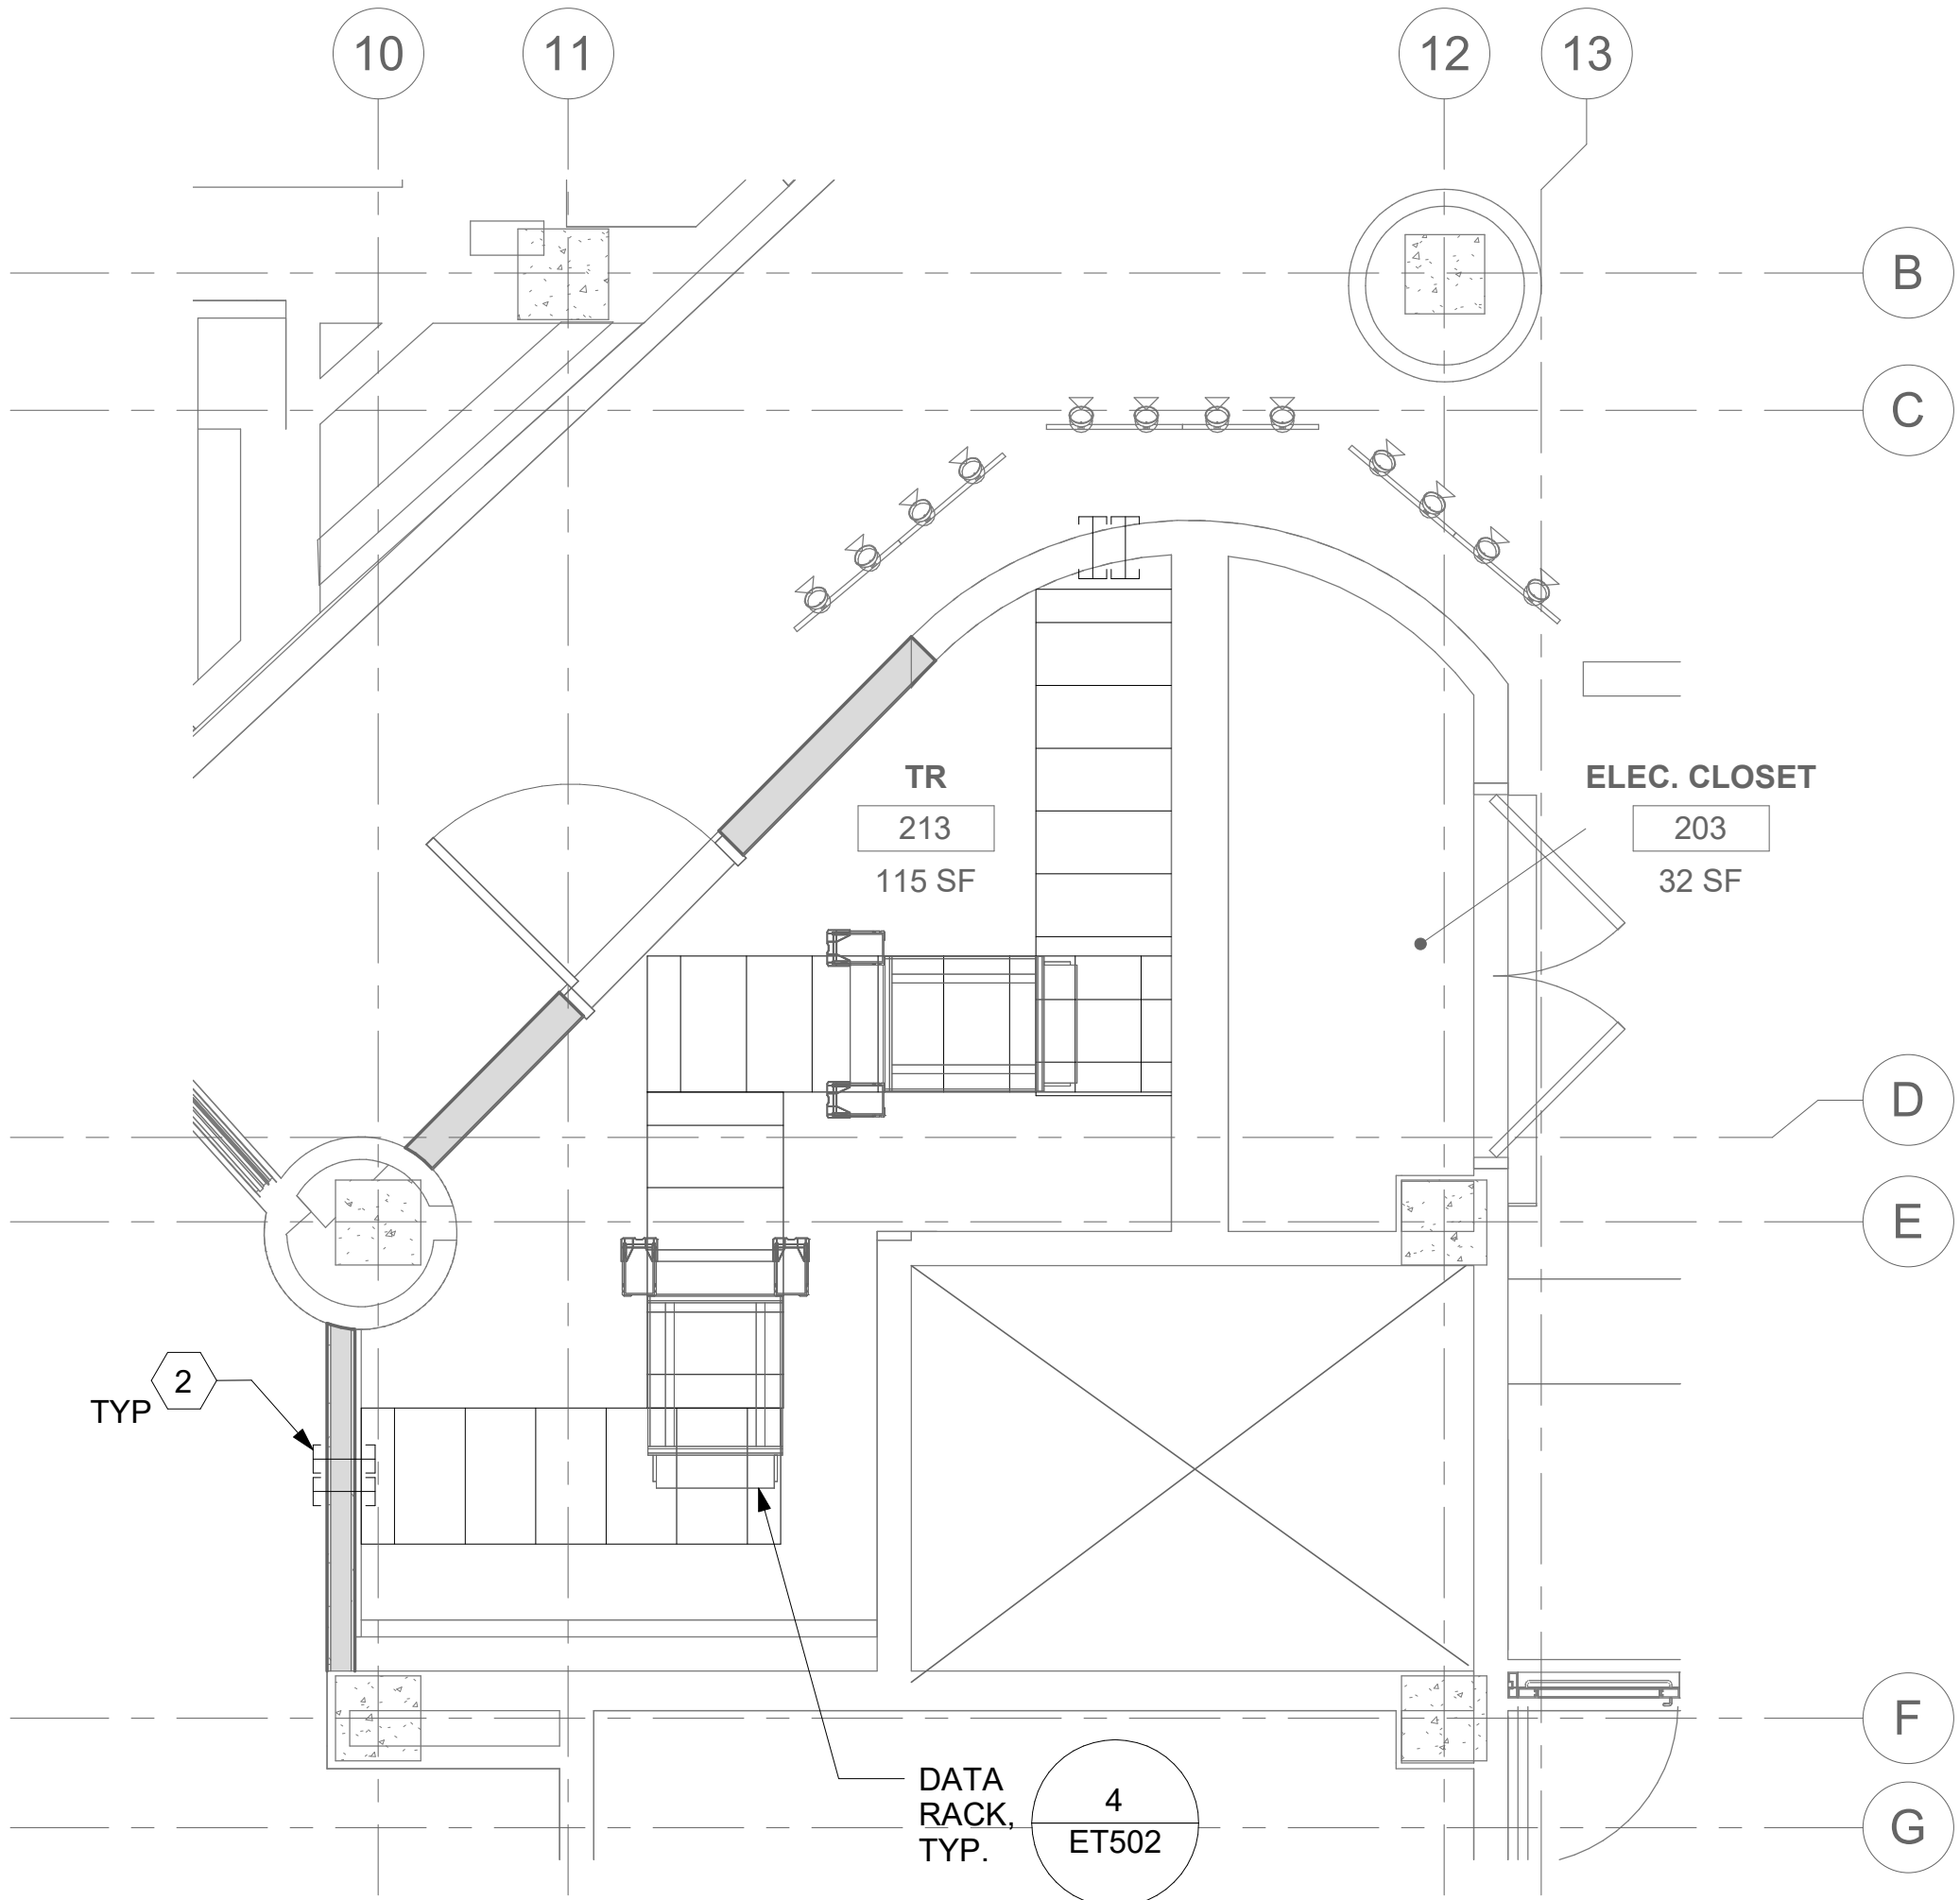 10
11
12
13
B
C
TR
213
115 SF
ELEC. CLOSET
203
32 SF
D
E
2
TYP
F
DATA
RACK,
TYP.
4
ET502
G